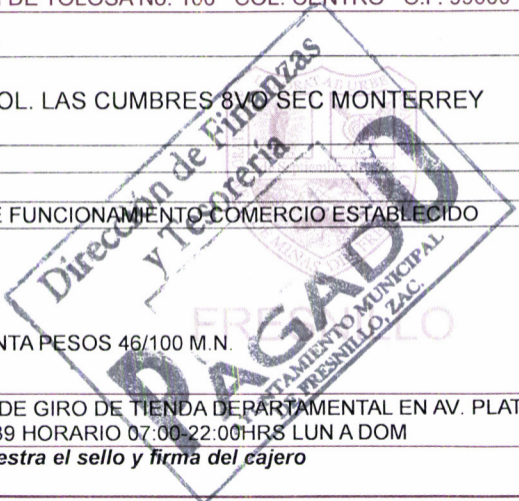 DE TOLOSA No. 100 COL. CENTRO C.P. 99000
OL. LAS CUMBRES 8VO SEC MONTERREY
Dirección de Finanzas
y Tesorería
E FUNCIONAMIENTO COMERCIO ESTABLECIDO
PAGADO
AYUNTAMIENTO MUNICIPAL
DE FRESNILLO, ZAC.
FRESNILLO
NTA PESOS 46/100 M.N.
DE GIRO DE TIENDA DEPARTAMENTAL EN AV. PLAT
39 HORARIO 07:00-22:00HRS LUN A DOM
estra el sello y firma del cajero